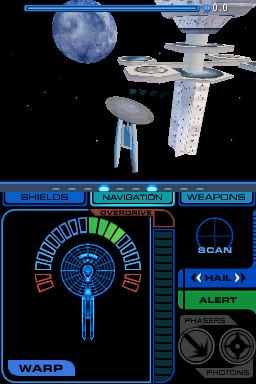 0.0
SHIELDS NAVIGATION WEAPONS
OVERDRIVE
SCAN
HAIL
ALERT
PHASERS
WARP
PHOTONS